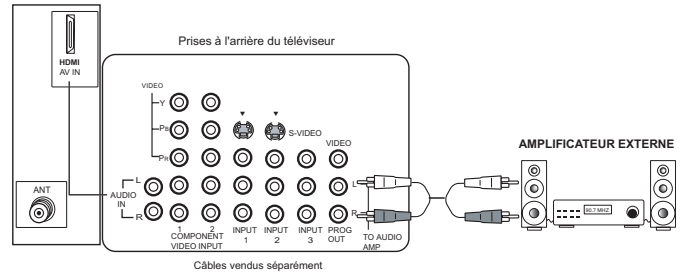 Prises à l'arrière du téléviseur
HDMI
AV IN
VIDEO
Y
PB
PR
S-VIDEO
VIDEO
AMPLIFICATEUR EXTERNE
ANT
AUDIO
IN
L
R
L
R
90.7 MHZ
1
2
COMPONENT
VIDEO INPUT
INPUT
1
INPUT
2
INPUT
3
PROG
OUT
TO AUDIO
AMP
Câbles vendus séparément